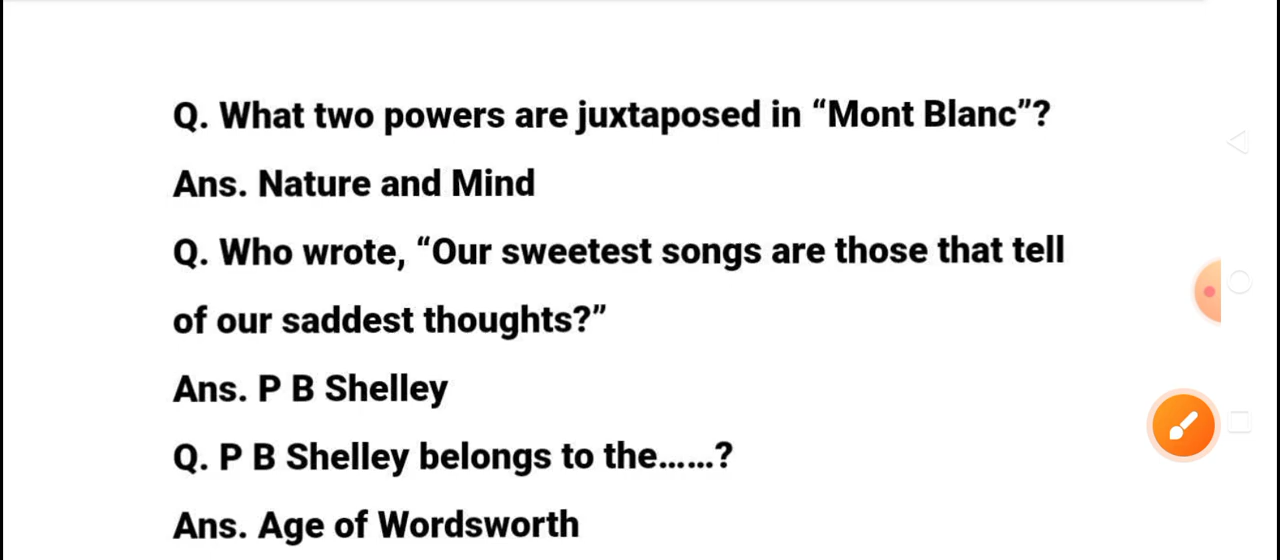 Q. What two powers are juxtaposed in “Mont Blanc”?
Ans. Nature and Mind
Q. Who wrote, “Our sweetest songs are those that tell
of our saddest thoughts?”
Ans. P B Shelley
Q. P B Shelley belongs to the......?
Ans. Age of Wordsworth